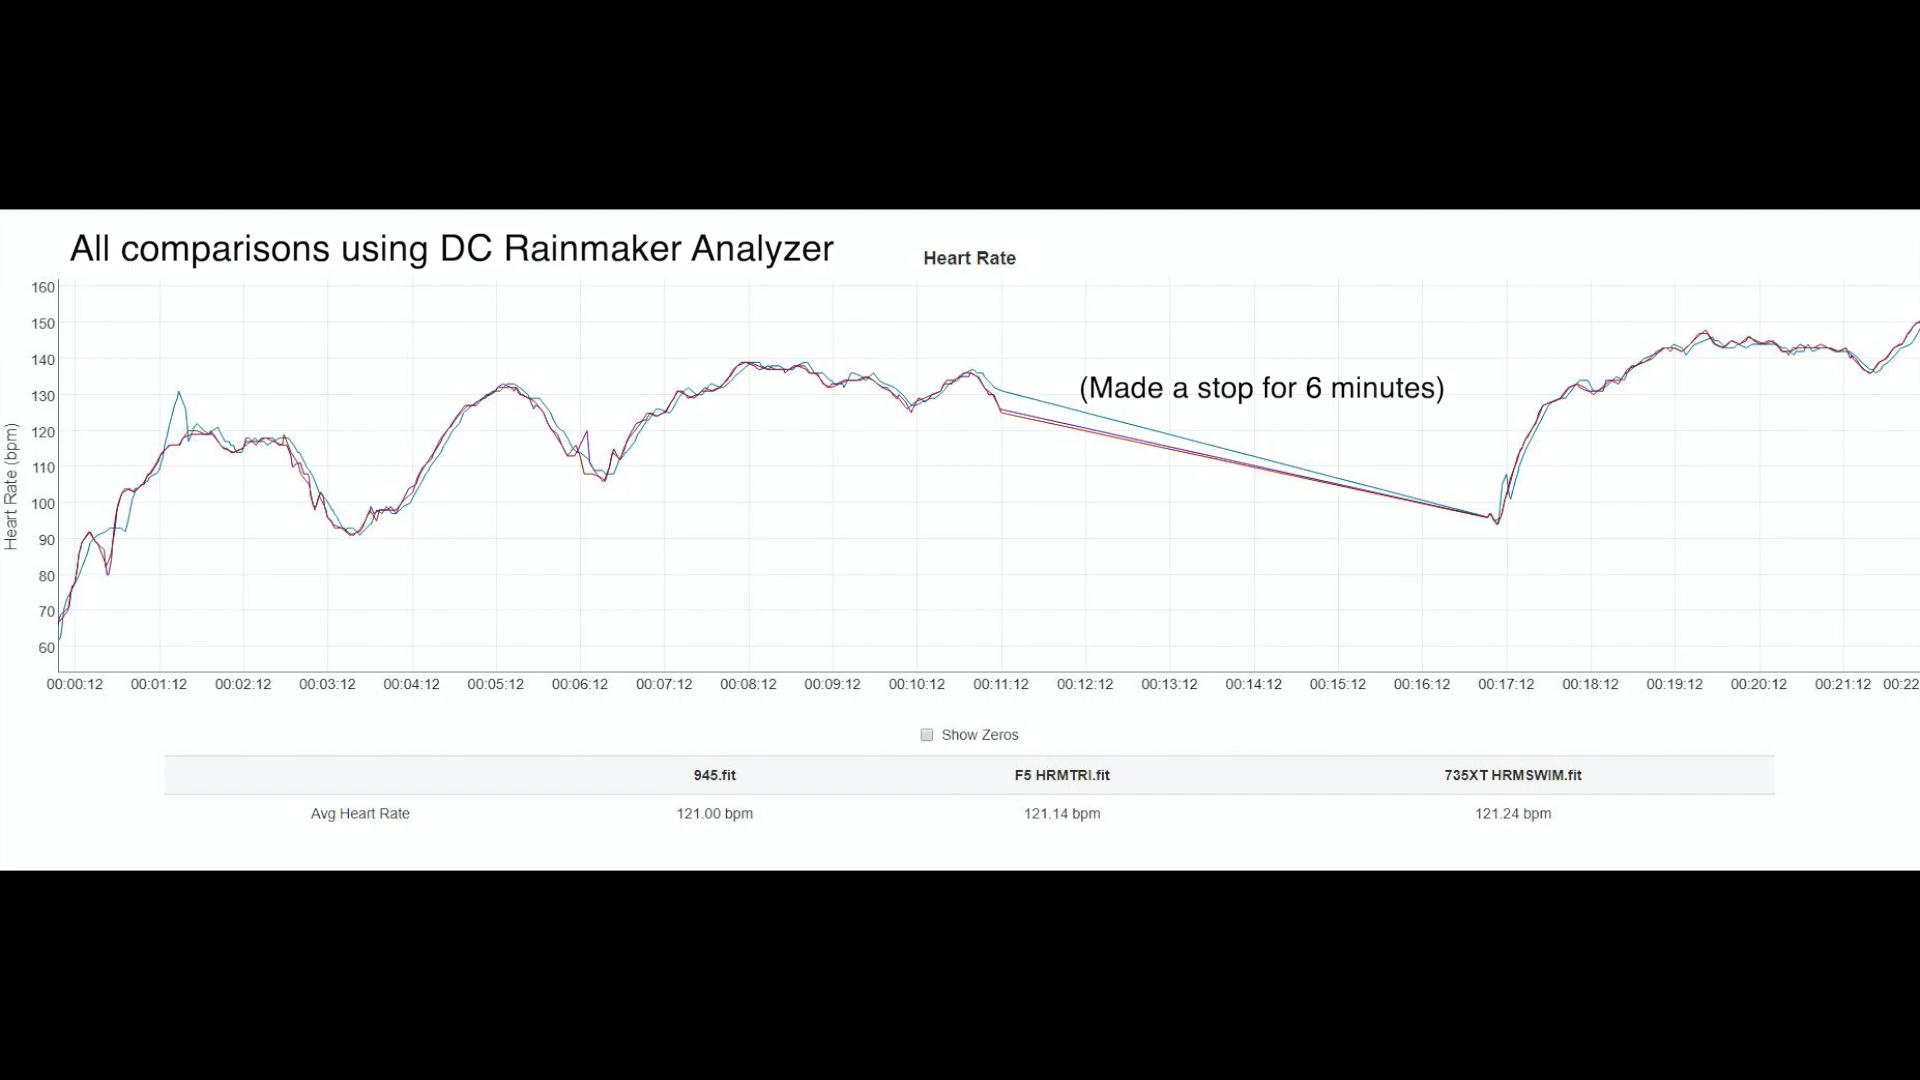 All comparisons using DC Rainmaker Analyzer
Heart Rate
160
150
140
130
120
110
100
90
80
70
60
Heart Rate (bpm)
(Made a stop for 6 minutes)
00:00:12 00:01:12 00:02:12 00:03:12 00:04:12 00:05:12 00:06:12 00:07:12 00:08:12 00:09:12 00:10:12 00:11:12 00:12:12 00:13:12 00:14:12 00:15:12 00:16:12 00:17:12 00:18:12 00:19:12 00:20:12 00:21:12 00:22
Show Zeros
945.fit F5 HRMTRI.fit 735XT HRMSWIM.fit
Avg Heart Rate 121.00 bpm 121.14 bpm 121.24 bpm